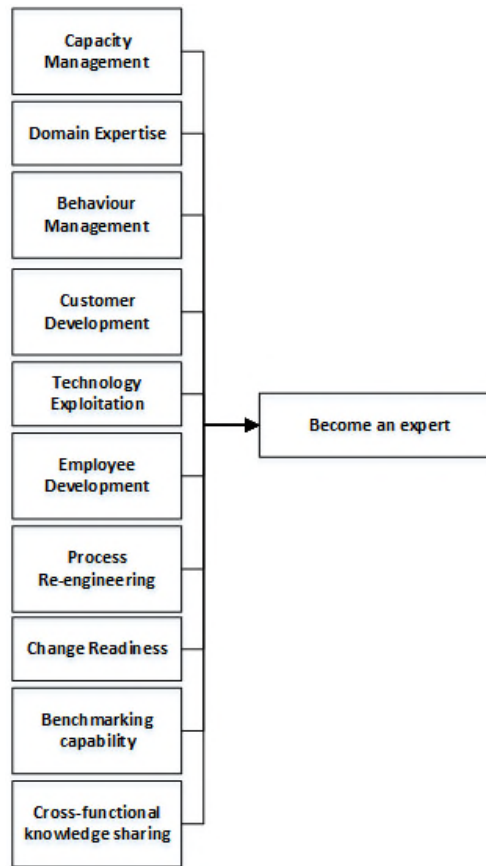 Capacity
Management
Domain Expertise
Behaviour
Management
Customer
Development
Technology
Exploitation
Become an expert
Employee
Development
Process
Re-engineering
Change Readiness
Benchmarking
capability
Cross-functional
knowledge sharing